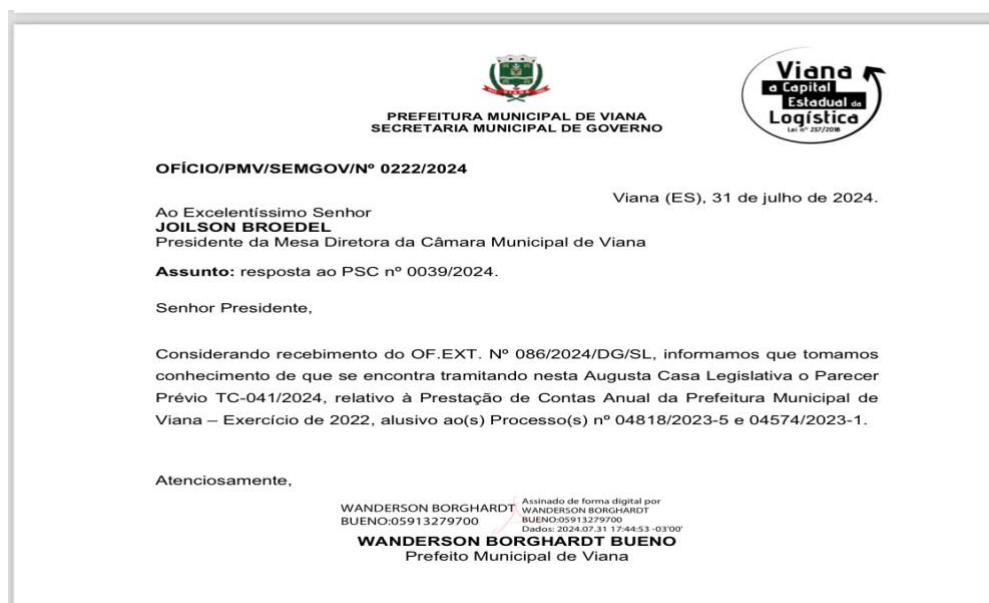 Viana
a Capital
Estadual da
Logística
Lei nº 237/2018
PREFEITURA MUNICIPAL DE VIANA
SECRETARIA MUNICIPAL DE GOVERNO
OFÍCIO/PMV/SEMGOV/Nº 0222/2024
Viana (ES), 31 de julho de 2024.
Ao Excelentíssimo Senhor
JOILSON BROEDEL
Presidente da Mesa Diretora da Câmara Municipal de Viana
Assunto: resposta ao PSC nº 0039/2024.
Senhor Presidente,
Considerando recebimento do OF.EXT. Nº 086/2024/DG/SL, informamos que tomamos
conhecimento de que se encontra tramitando nesta Augusta Casa Legislativa o Parecer
Prévio TC-041/2024, relativo à Prestação de Contas Anual da Prefeitura Municipal de
Viana – Exercício de 2022, alusivo ao(s) Processo(s) nº 04818/2023-5 e 04574/2023-1.
Atenciosamente,
WANDERSON BORGHARDT
BUENO:05913279700
Assinado de forma digital por
WANDERSON BORGHARDT
BUENO:05913279700
Dados: 2024.07.31 17:44:53 -03'00'
WANDERSON BORGHARDT BUENO
Prefeito Municipal de Viana